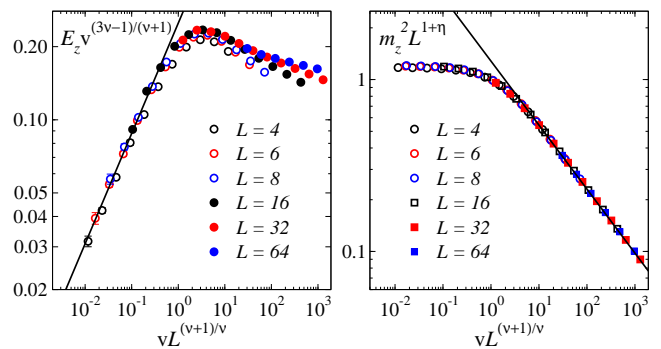 E_z v^{(3ν−1)/(ν+1)}
0.20
0.10
0.05
0.04
0.03
0.02
L = 4
L = 6
L = 8
L = 16
L = 32
L = 64
10^{-2} 10^{-1} 10^{0} 10^{1} 10^{2} 10^{3}
vL^{(ν+1)/ν}
m_z^2 L^{1+η}
1
0.1
L = 4
L = 6
L = 8
L = 16
L = 32
L = 64
10^{-2} 10^{-1} 10^{0} 10^{1} 10^{2} 10^{3}
vL^{(ν+1)/ν}